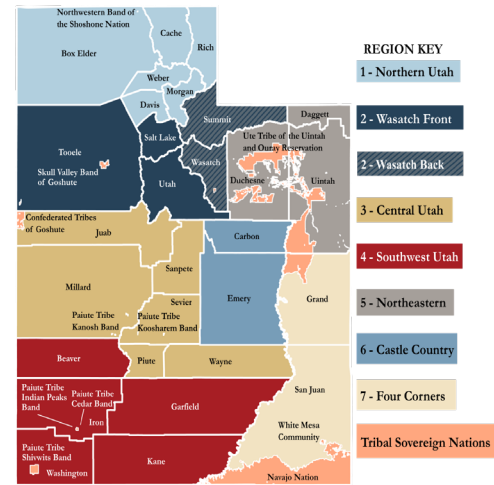 Northwestern Band of
the Shoshone Nation
Cache
Rich
Box Elder
Weber
Morgan
Davis
Summit
Daggett
Salt Lake
Ute Tribe of the Uintah
and Ouray Reservation
Tooele
Wasatch
Skull Valley Band
of Goshute
Utah
Duchesne
Uintah
Confederated Tribes
of Goshute
Juab
Carbon
Sanpete
Millard
Sevier
Emery
Grand
Paiute Tribe
Kanosh Band
Paiute Tribe
Koosharem Band
Beaver
Piute
Wayne
Paiute Tribe
Indian Peaks
Band
Paiute Tribe
Cedar Band
Iron
Garfield
San Juan
White Mesa
Community
Paiute Tribe
Shivwits Band
Washington
Kane
Navajo Nation
REGION KEY
1 - Northern Utah
2 - Wasatch Front
2 - Wasatch Back
3 - Central Utah
4 - Southwest Utah
5 - Northeastern
6 - Castle Country
7 - Four Corners
Tribal Sovereign Nations